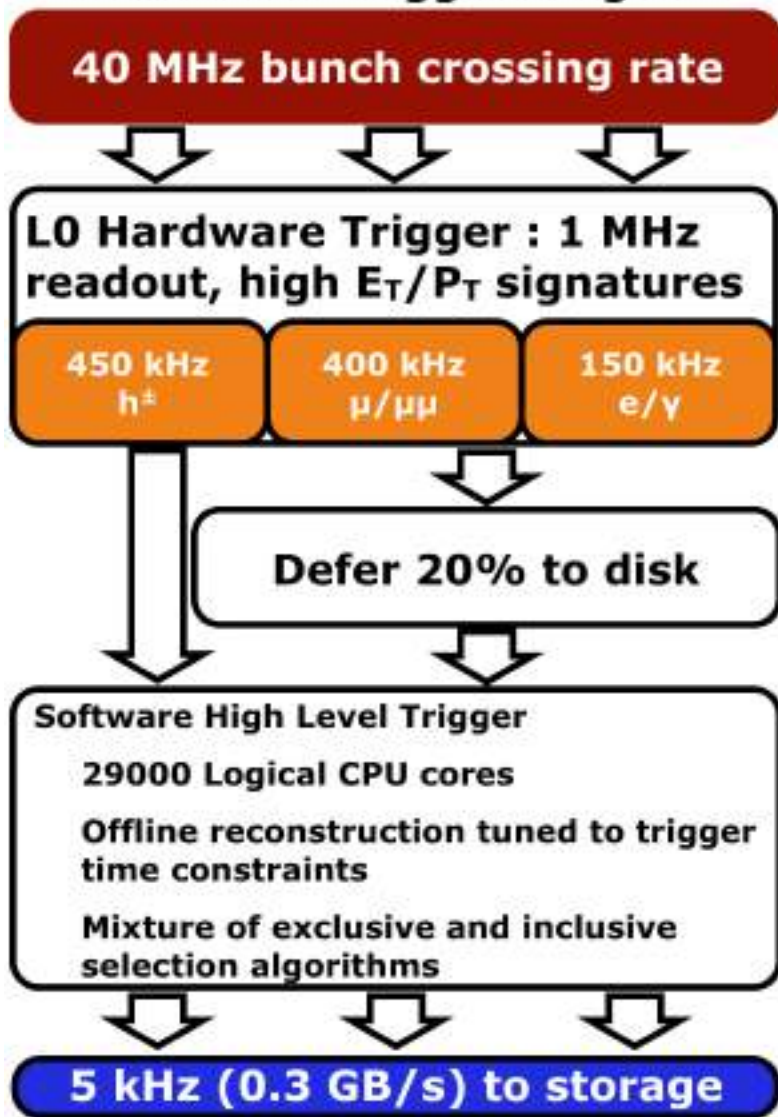 40 MHz bunch crossing rate
L0 Hardware Trigger : 1 MHz
readout, high E_T/P_T signatures
450 kHz
h±
400 kHz
µ/µµ
150 kHz
e/γ
Defer 20% to disk
Software High Level Trigger
29000 Logical CPU cores
Offline reconstruction tuned to trigger
time constraints
Mixture of exclusive and inclusive
selection algorithms
5 kHz (0.3 GB/s) to storage